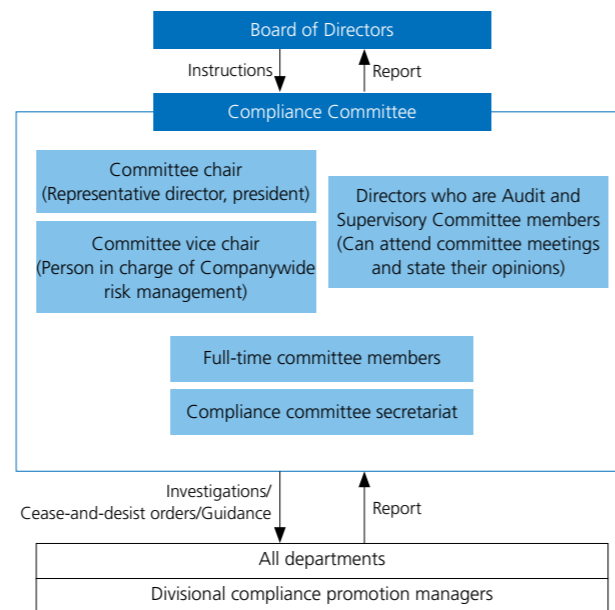 Board of Directors
Instructions
Report
Compliance Committee
Committee chair
(Representative director, president)
Committee vice chair
(Person in charge of Companywide
risk management)
Directors who are Audit and
Supervisory Committee members
(Can attend committee meetings
and state their opinions)
Full-time committee members
Compliance committee secretariat
Investigations/
Cease-and-desist orders/Guidance
Report
All departments
Divisional compliance promotion managers